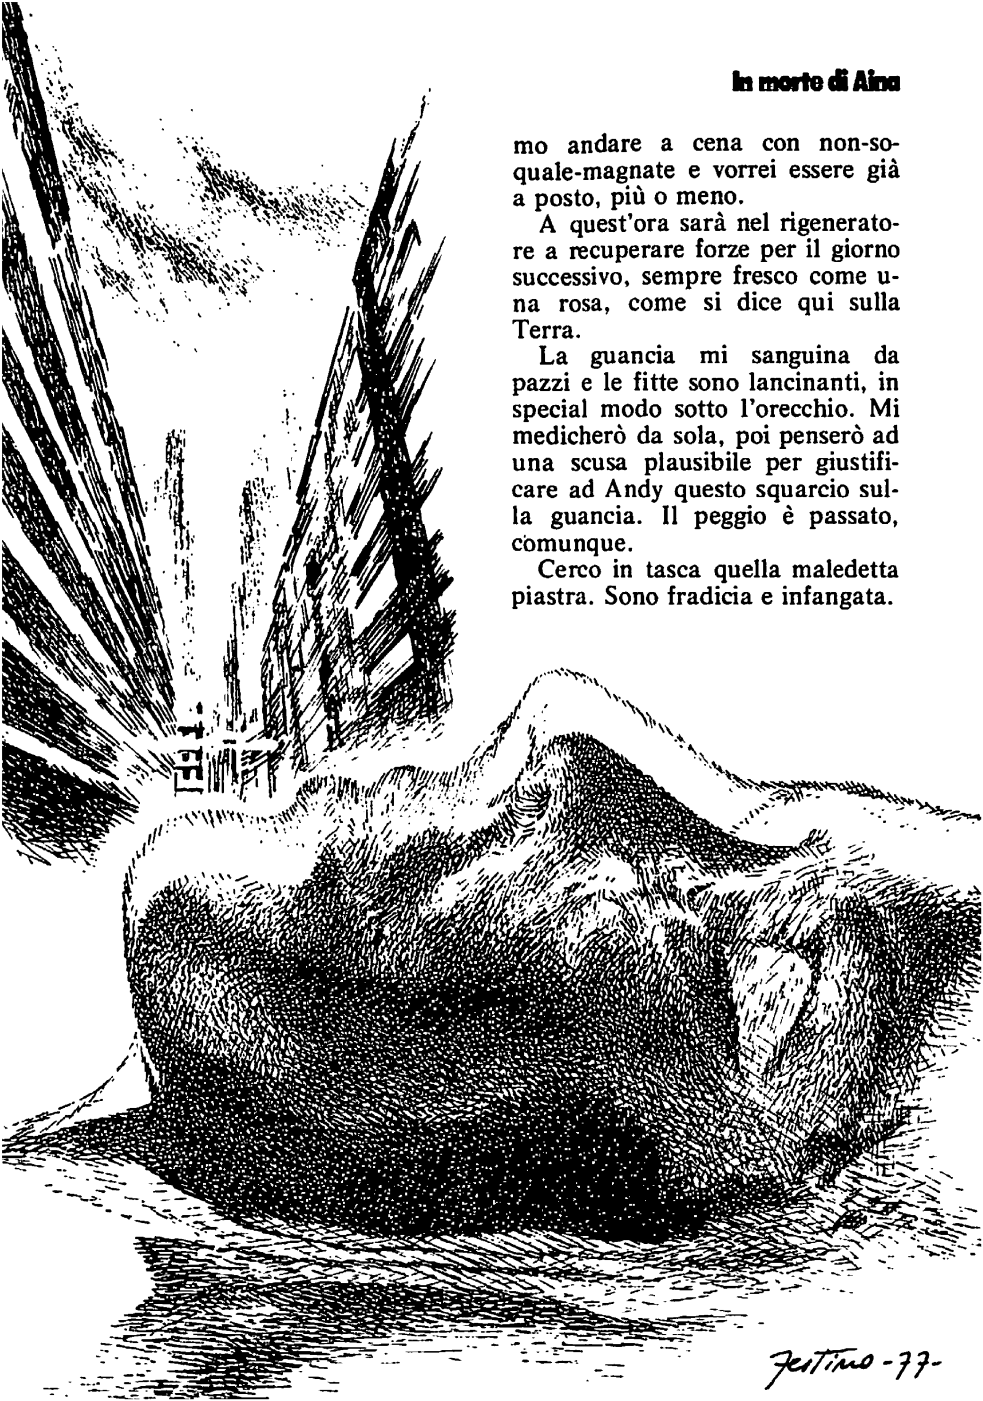 In morte di Aina
mo andare a cena con non-so-
quale-magnate e vorrei essere già
a posto, più o meno.
A quest'ora sarà nel rigenerato-
re a recuperare forze per il giorno
successivo, sempre fresco come u-
na rosa, come si dice qui sulla
Terra.
La guancia mi sanguina da
pazzi e le fitte sono lancinanti, in
special modo sotto l'orecchio. Mi
medicherò da sola, poi penserò ad
una scusa plausibile per giustifi-
care ad Andy questo squarcio sul-
la guancia. Il peggio è passato,
comunque.
Cerco in tasca quella maledetta
piastra. Sono fradicia e infangata.
Festino -77-